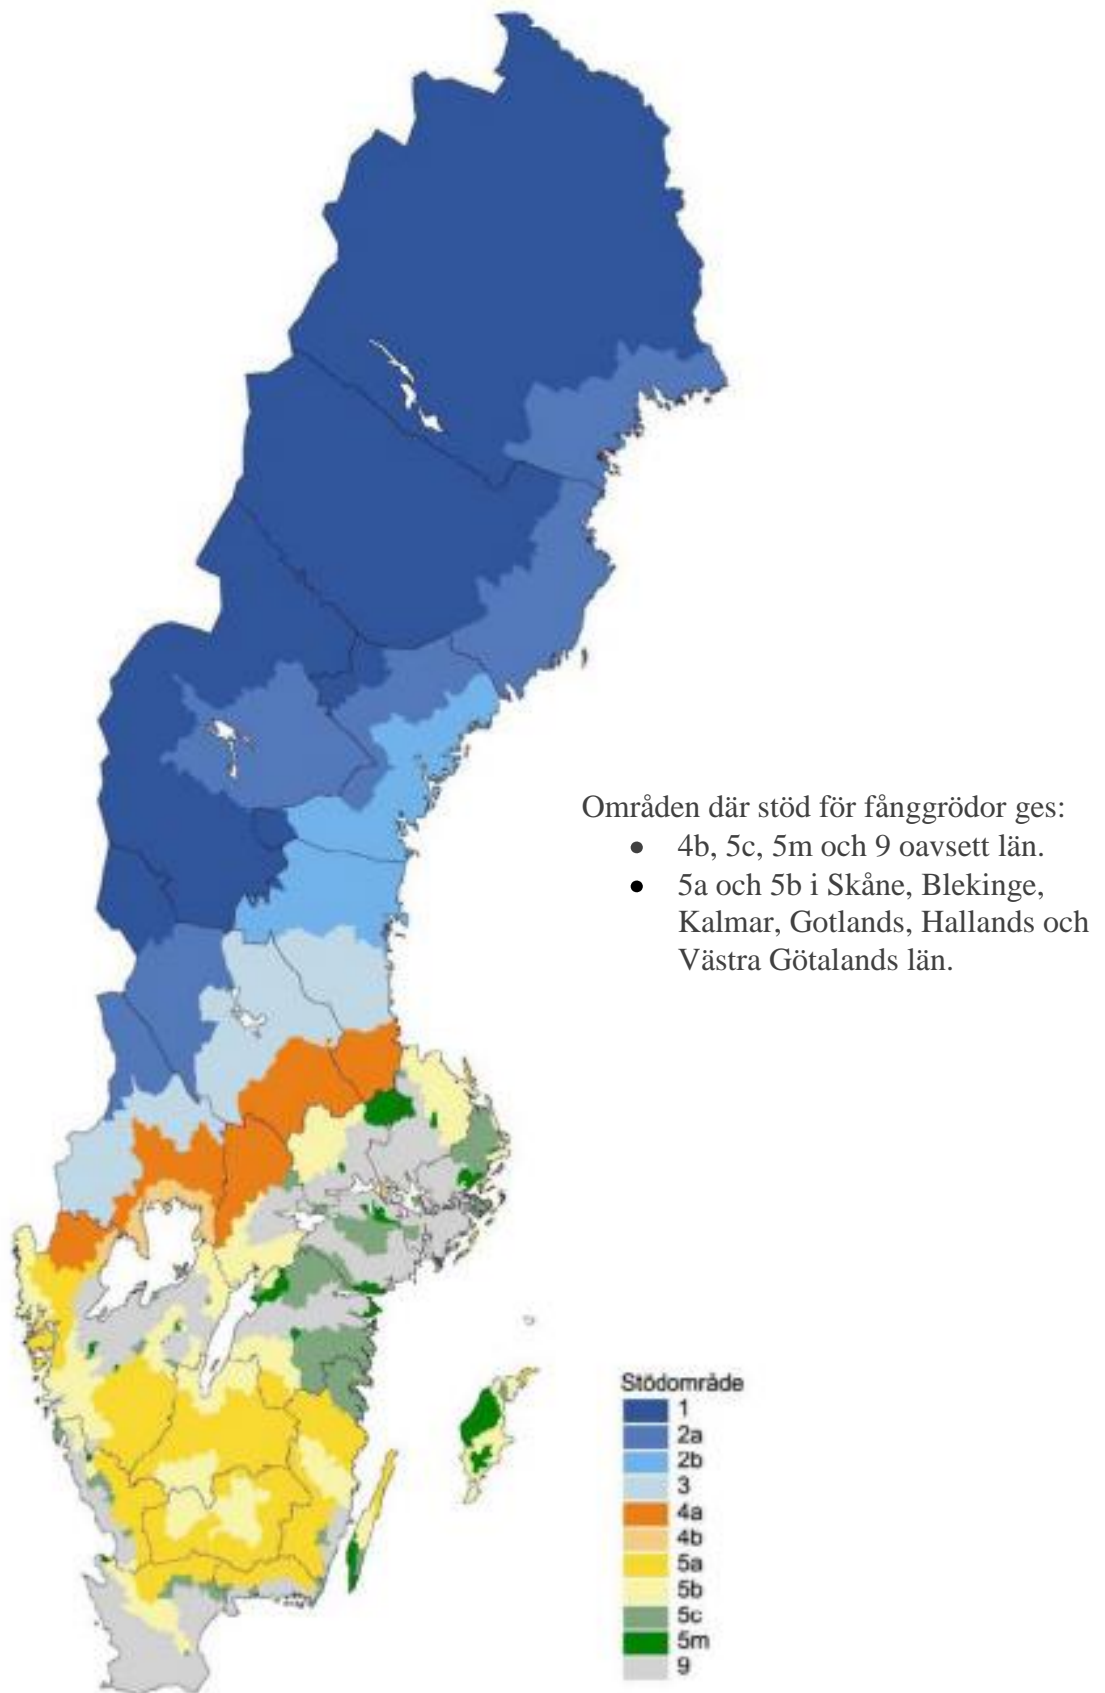 Områden där stöd för fånggrödor ges:
• 4b, 5c, 5m och 9 oavsett län.
• 5a och 5b i Skåne, Blekinge,
Kalmar, Gotlands, Hallands och
Västra Götalands län.
Stödområde
1
2a
2b
3
4a
4b
5a
5b
5c
5m
9